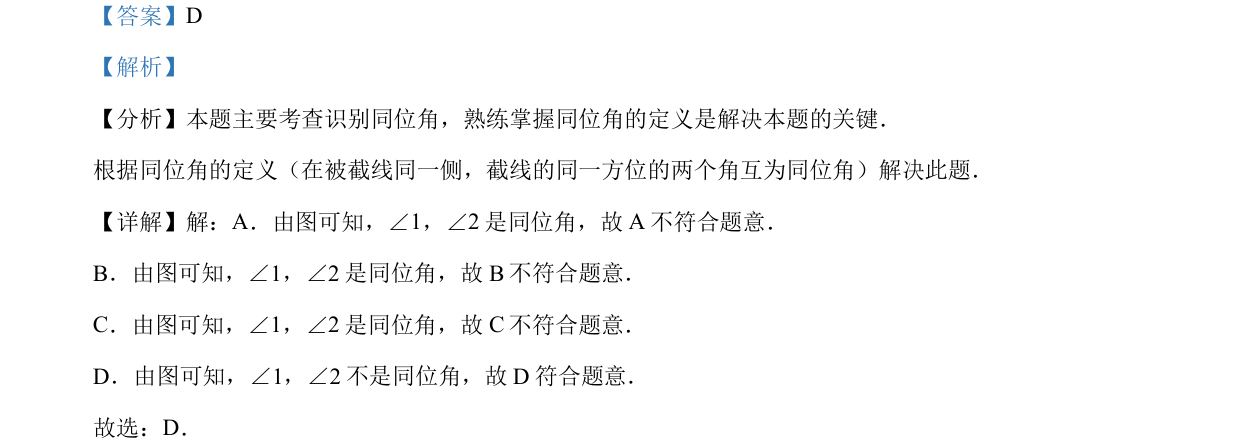 【答案】D
【解析】
【分析】本题主要考查识别同位角，熟练掌握同位角的定义是解决本题的关键．
根据同位角的定义（在被截线同一侧，截线的同一方位的两个角互为同位角）解决此题．
【详解】解：A．由图可知，∠1，∠2 是同位角，故 A 不符合题意．
B．由图可知，∠1，∠2 是同位角，故 B 不符合题意．
C．由图可知，∠1，∠2 是同位角，故 C 不符合题意．
D．由图可知，∠1，∠2 不是同位角，故 D 符合题意．
故选：D．